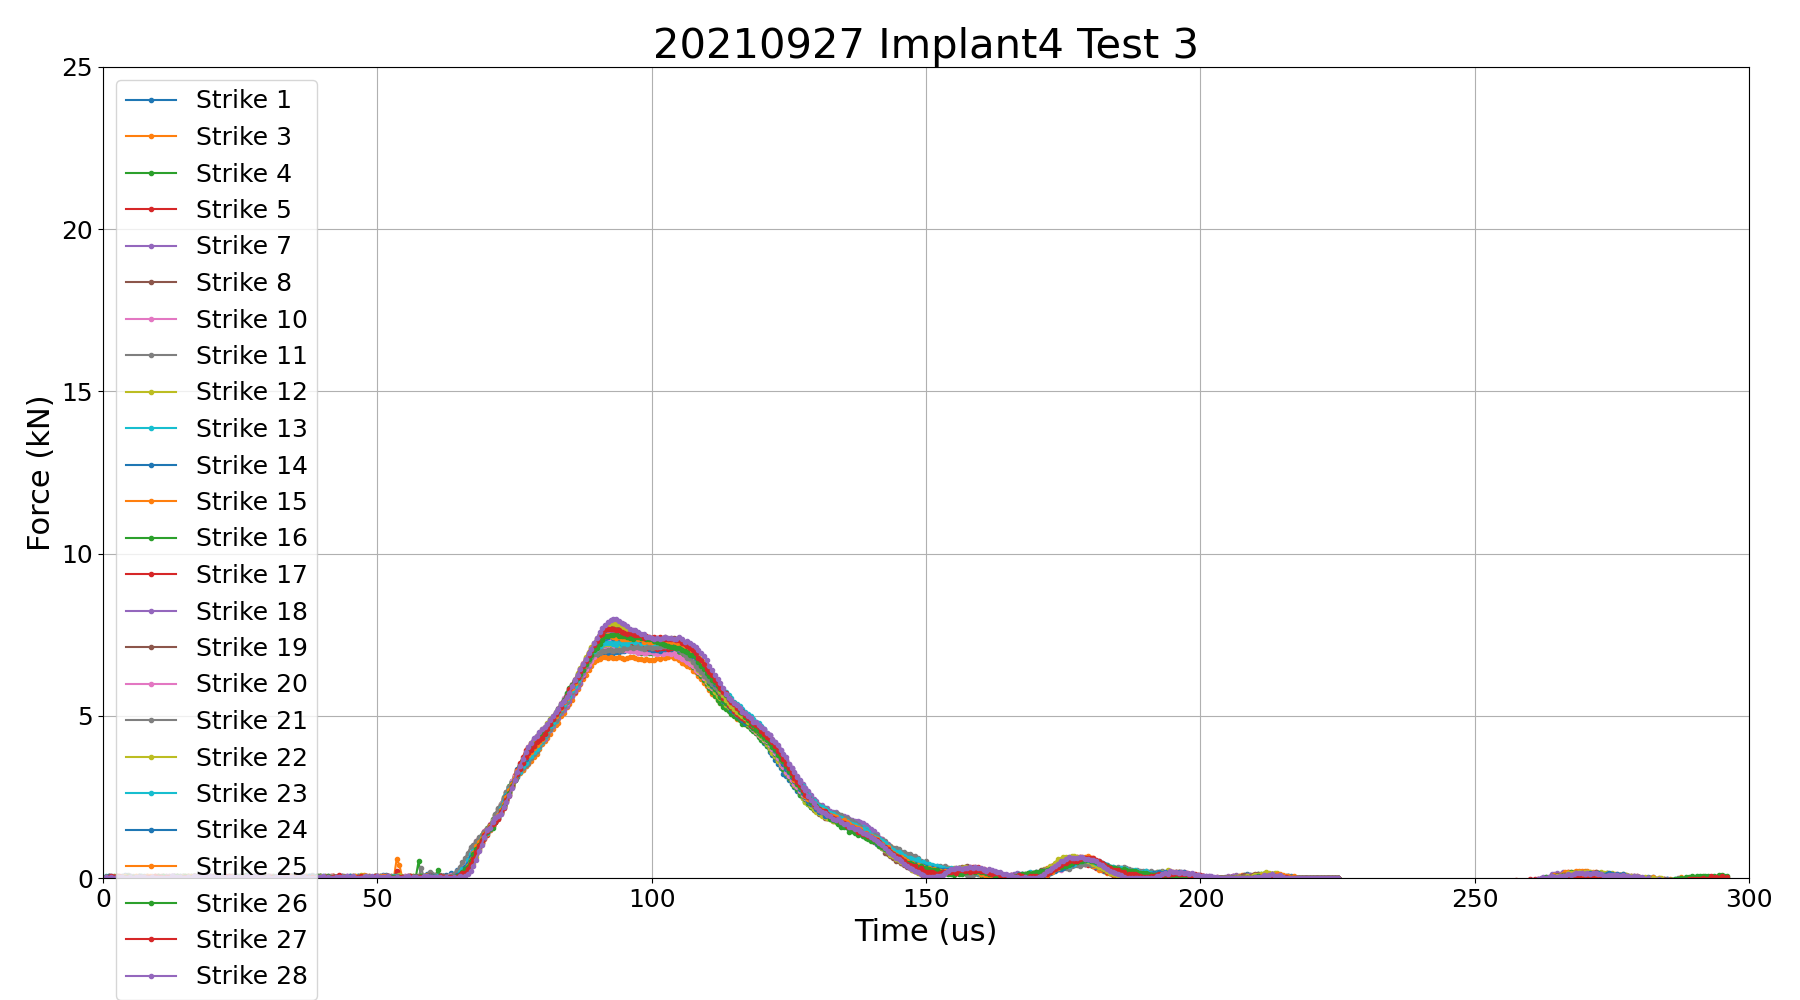 20210927 Implant4 Test 3
25
20
15
10
5
0
Force (kN)
Strike 1
Strike 3
Strike 4
Strike 5
Strike 7
Strike 8
Strike 10
Strike 11
Strike 12
Strike 13
Strike 14
Strike 15
Strike 16
Strike 17
Strike 18
Strike 19
Strike 20
Strike 21
Strike 22
Strike 23
Strike 24
Strike 25
Strike 26
Strike 27
Strike 28
0 50 100 150 200 250 300
Time (us)